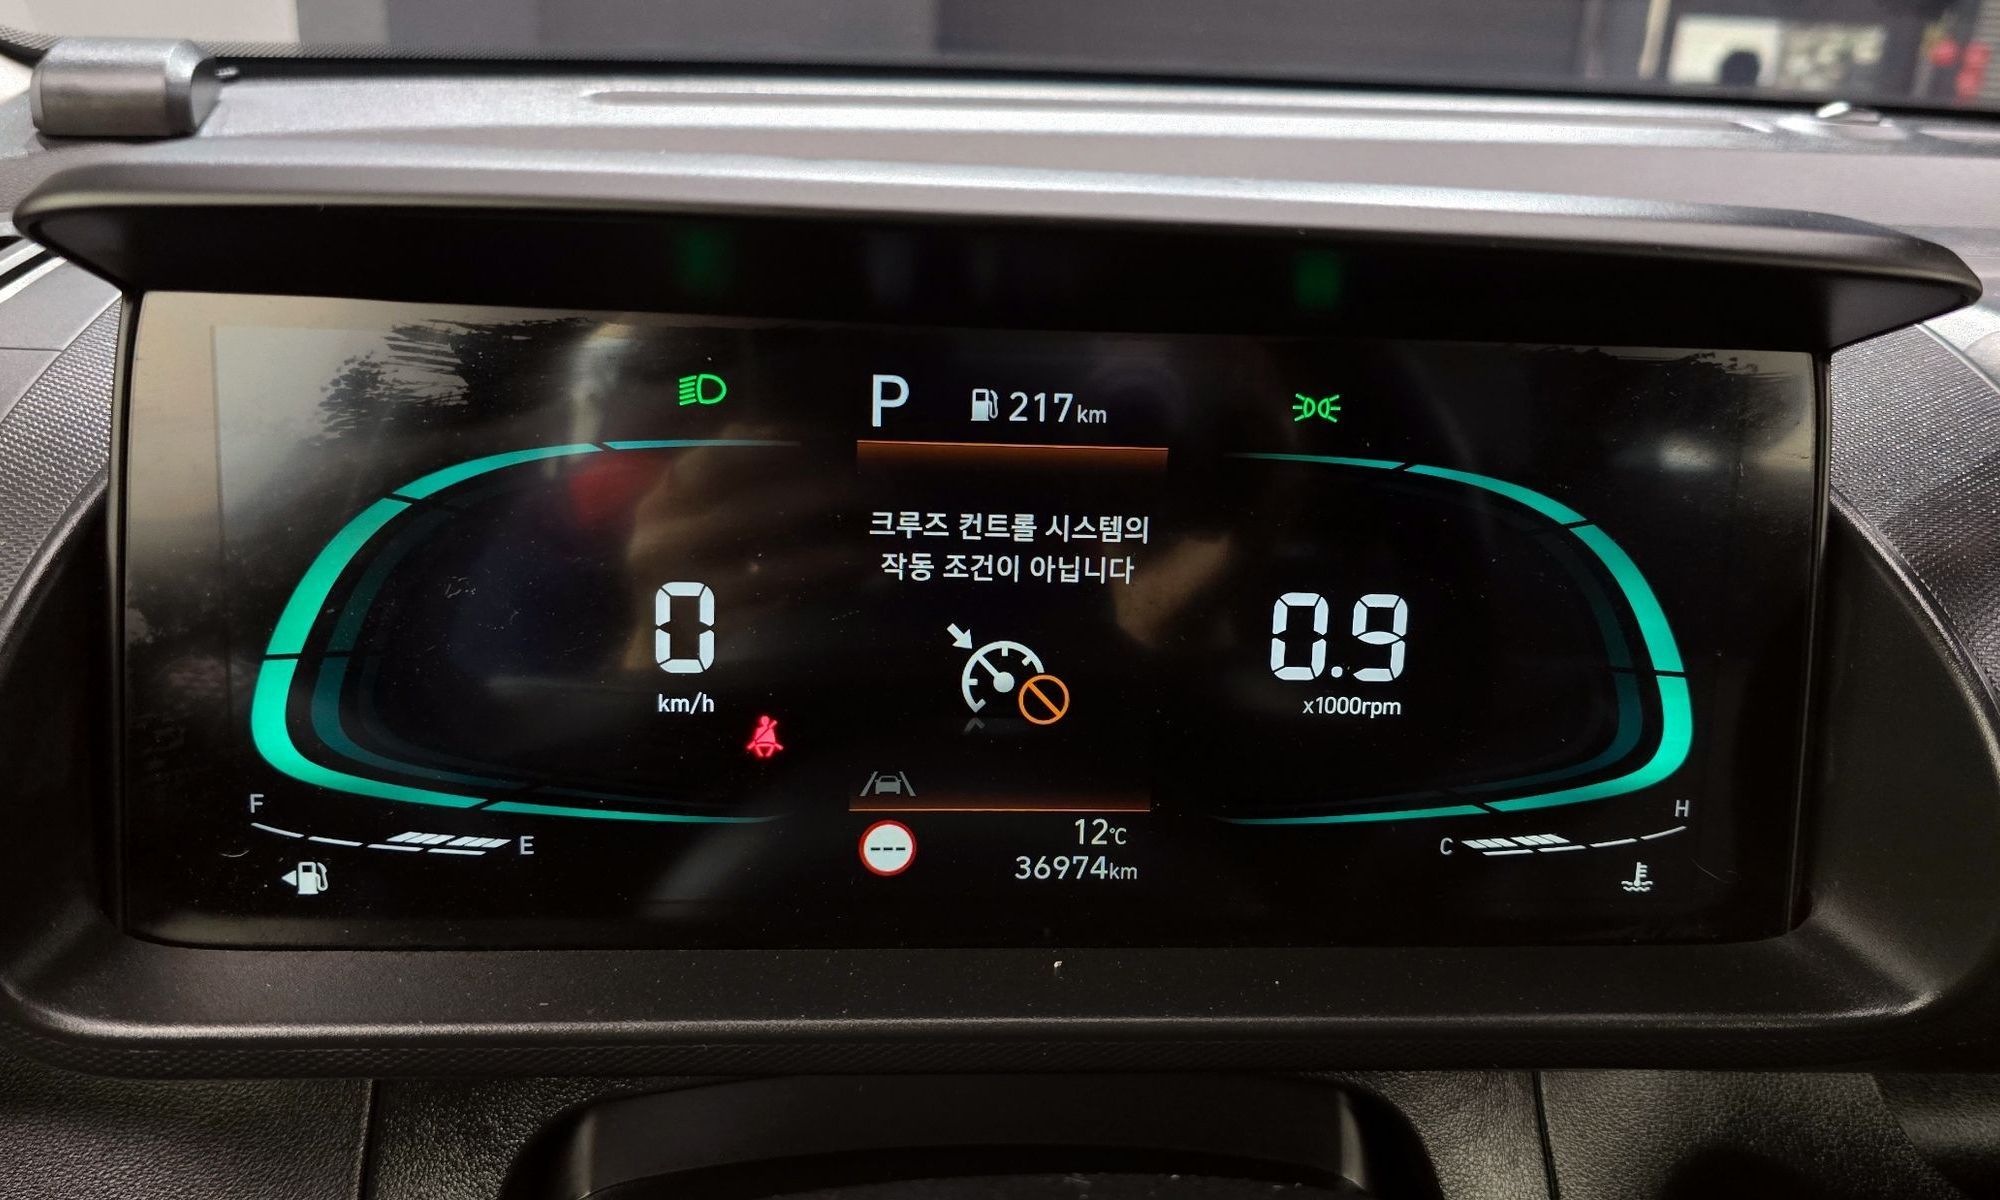 P 217km
크루즈 컨트롤 시스템의
작동 조건이 아닙니다
0
km/h
0.9
x1000rpm
F E
C H
---
12℃
36974km